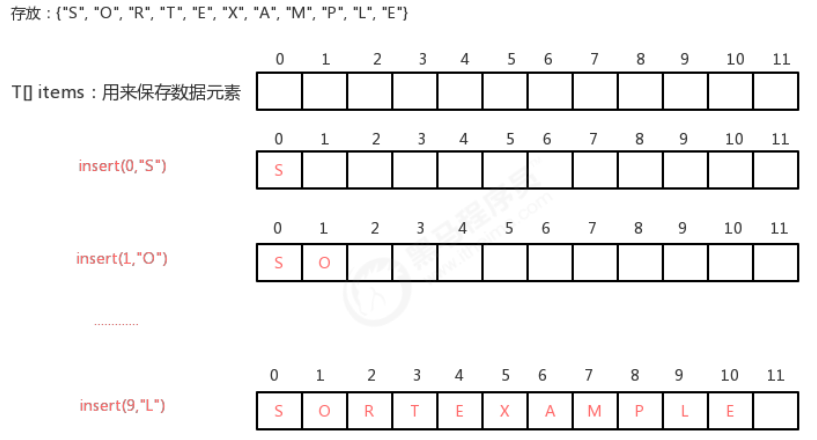 存放：{"S", "O", "R", "T", "E", "X", "A", "M", "P", "L", "E"}
0 1 2 3 4 5 6 7 8 9 10 11
T[] items：用来保存数据元素
0 1 2 3 4 5 6 7 8 9 10 11
insert(0,"S") S
0 1 2 3 4 5 6 7 8 9 10 11
insert(1,"O") S O
.............
0 1 2 3 4 5 6 7 8 9 10 11
insert(9,"L") S O R T E X A M P L E
黑马程序员